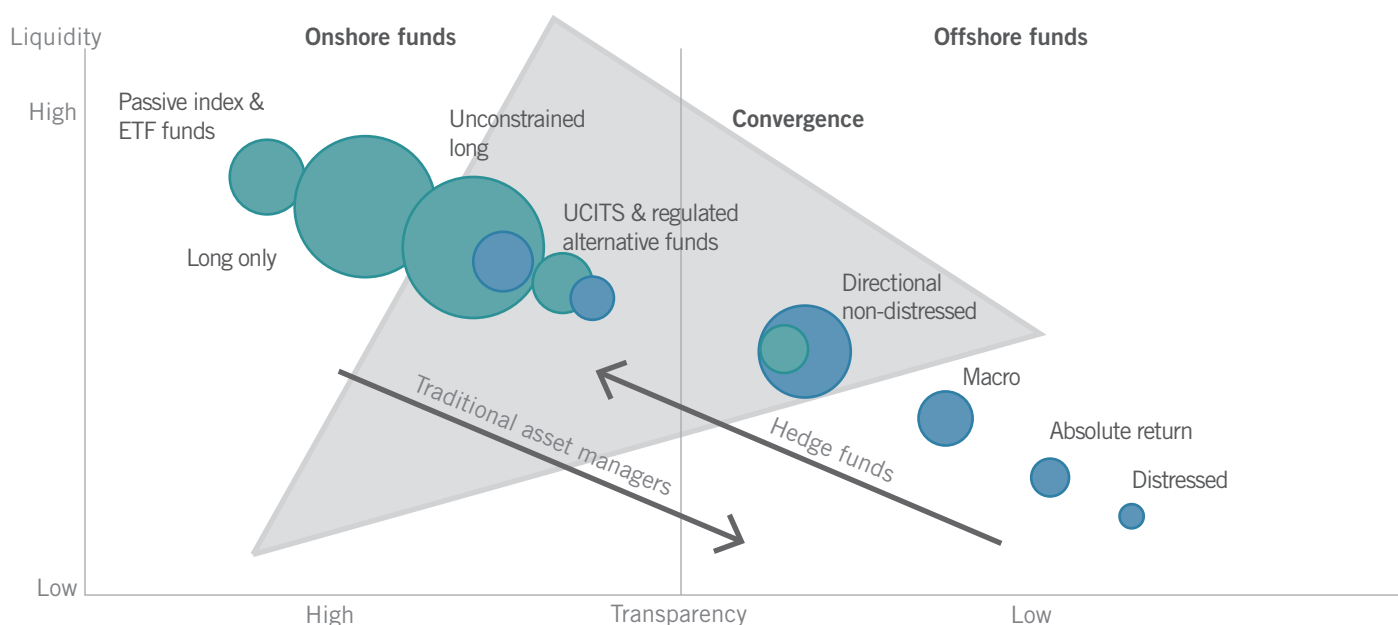 Liquidity
Onshore funds
Offshore funds
High
Passive index &
ETF funds
Unconstrained
long
Convergence
Long only
UCITS & regulated
alternative funds
Directional
non-distressed
Macro
Traditional asset managers
Hedge funds
Absolute return
Distressed
Low
High
Transparency
Low